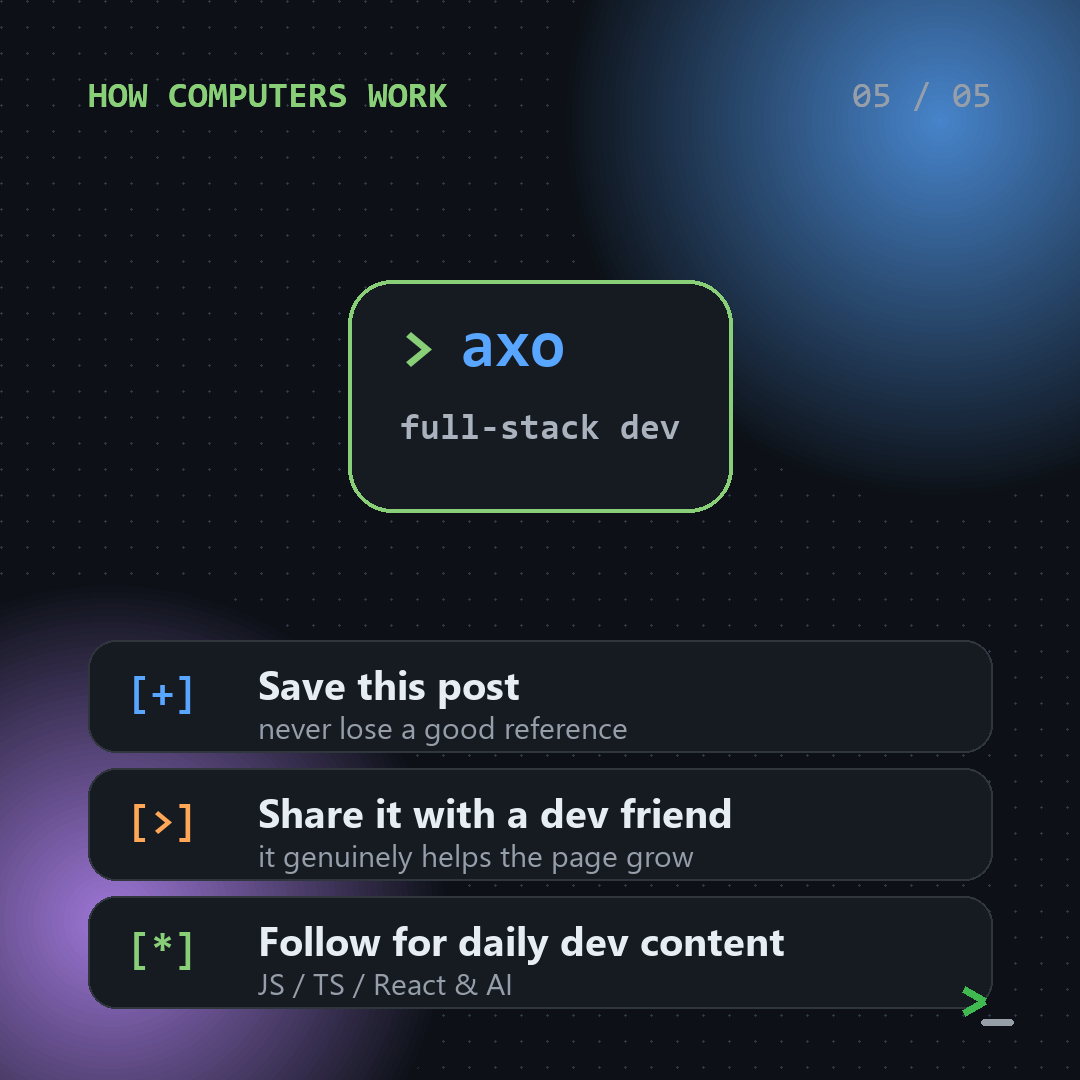 HOW COMPUTERS WORK
05 / 05
> axo
full-stack dev
[+] Save this post
never lose a good reference
[>] Share it with a dev friend
it genuinely helps the page grow
[*] Follow for daily dev content
JS / TS / React & AI
>_